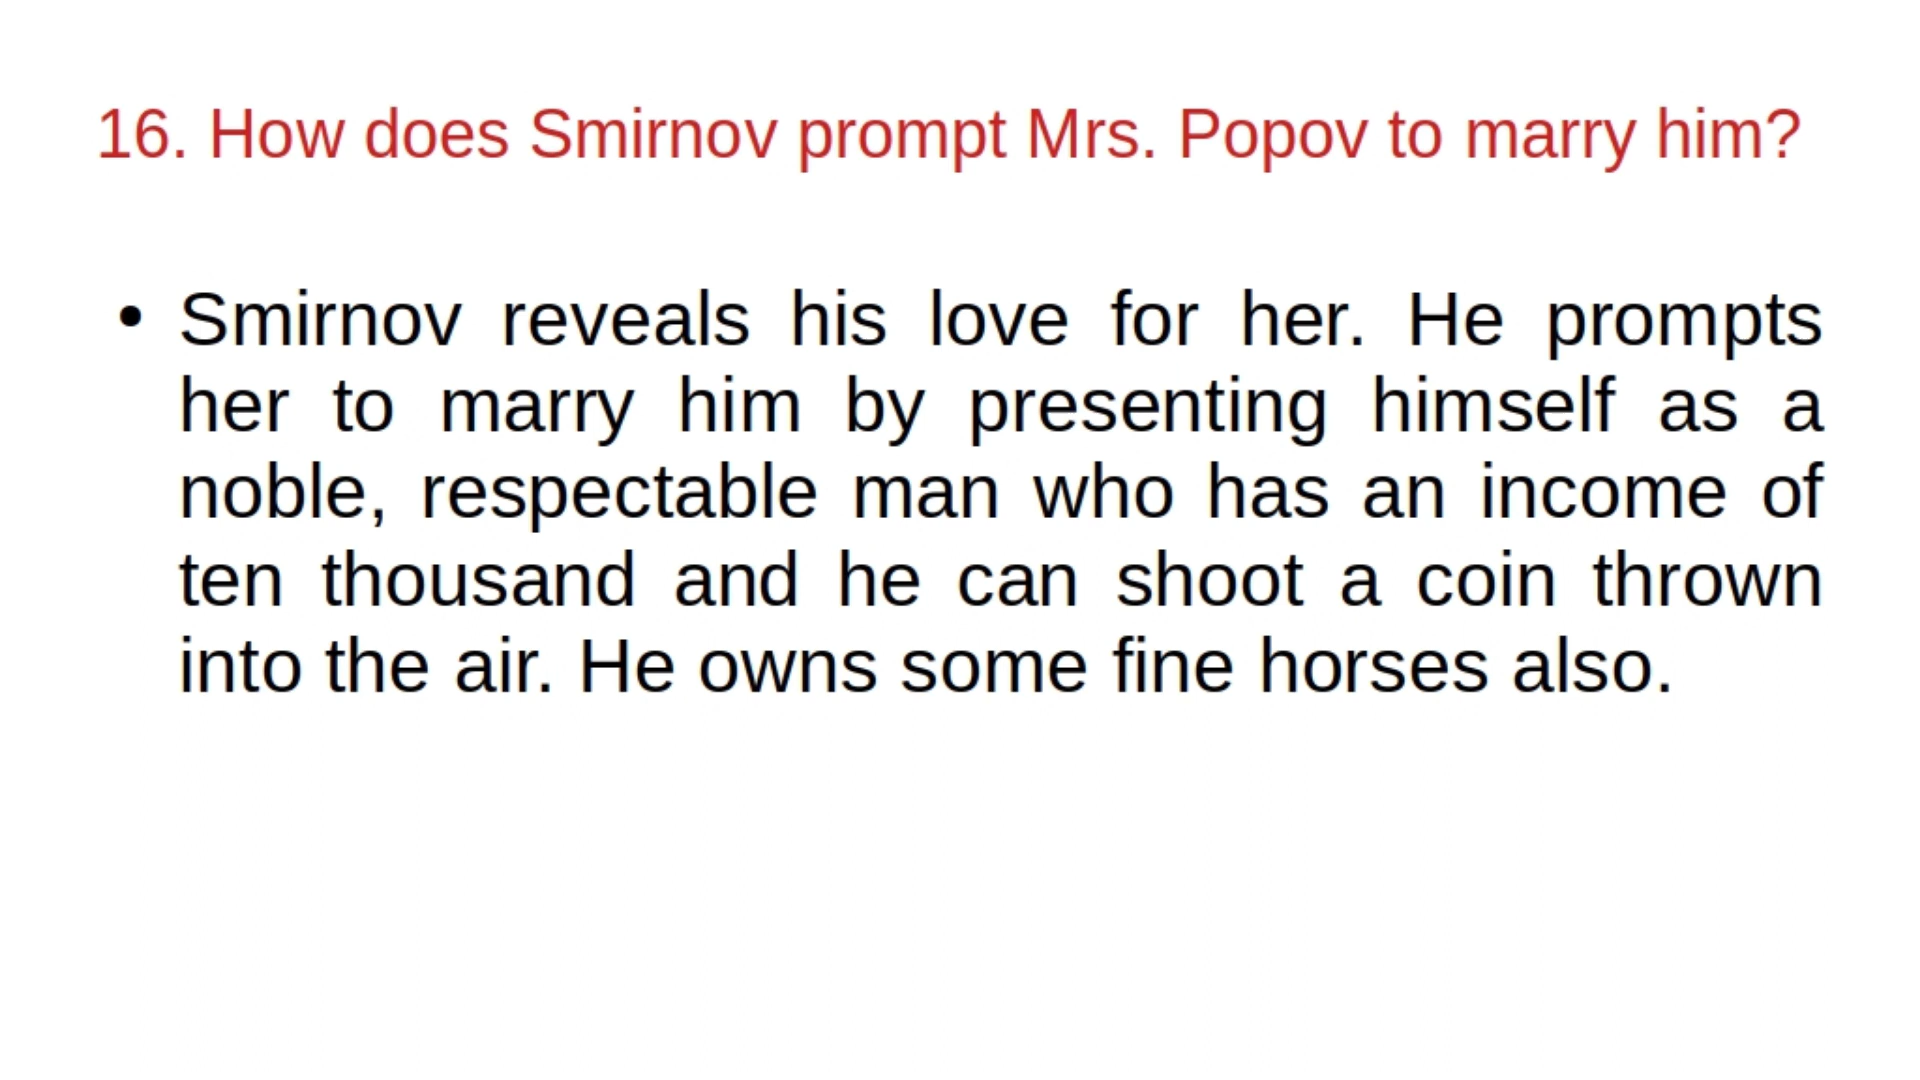 16. How does Smirnov prompt Mrs. Popov to marry him?
• Smirnov reveals his love for her. He prompts
her to marry him by presenting himself as a
noble, respectable man who has an income of
ten thousand and he can shoot a coin thrown
into the air. He owns some fine horses also.